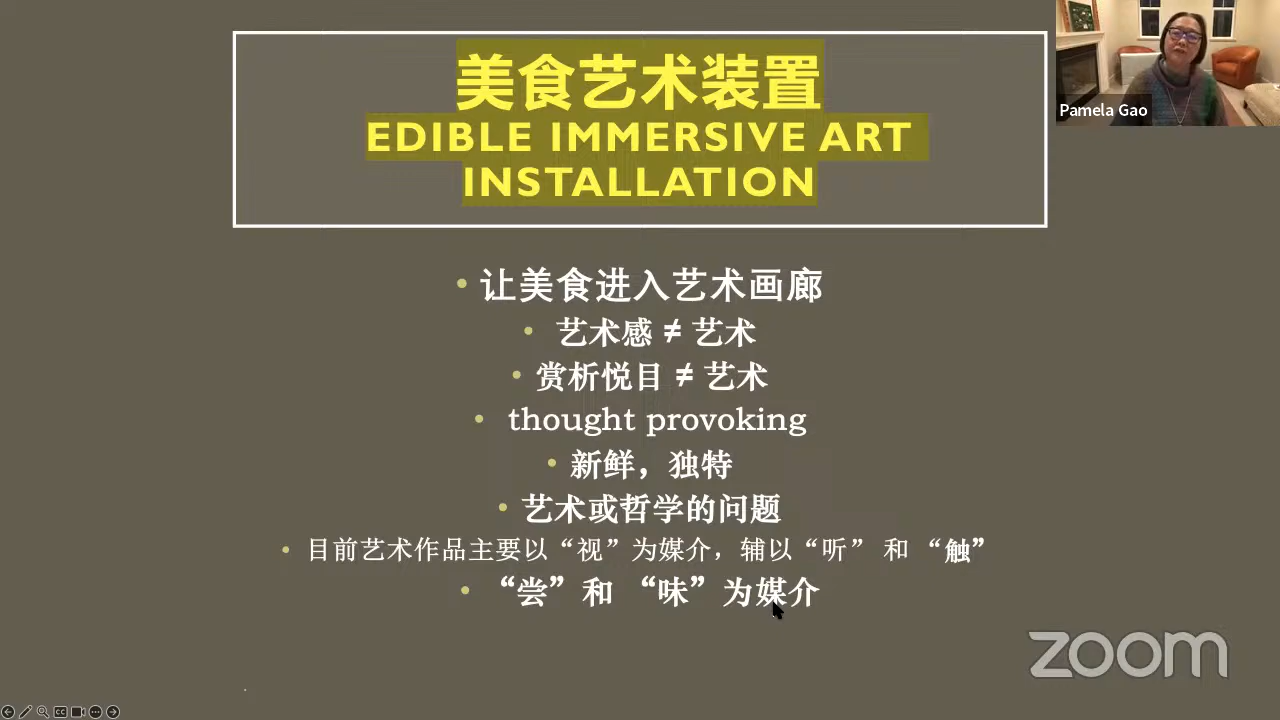 美食艺术装置
EDIBLE IMMERSIVE ART
INSTALLATION
Pamela Gao
• 让美食进入艺术画廊
• 艺术感 ≠ 艺术
• 赏析悦目 ≠ 艺术
• thought provoking
• 新鲜，独特
• 艺术或哲学的问题
• 目前艺术作品主要以“视”为媒介，辅以“听” 和 “触”
• “尝”和 “味”为媒介
zoom